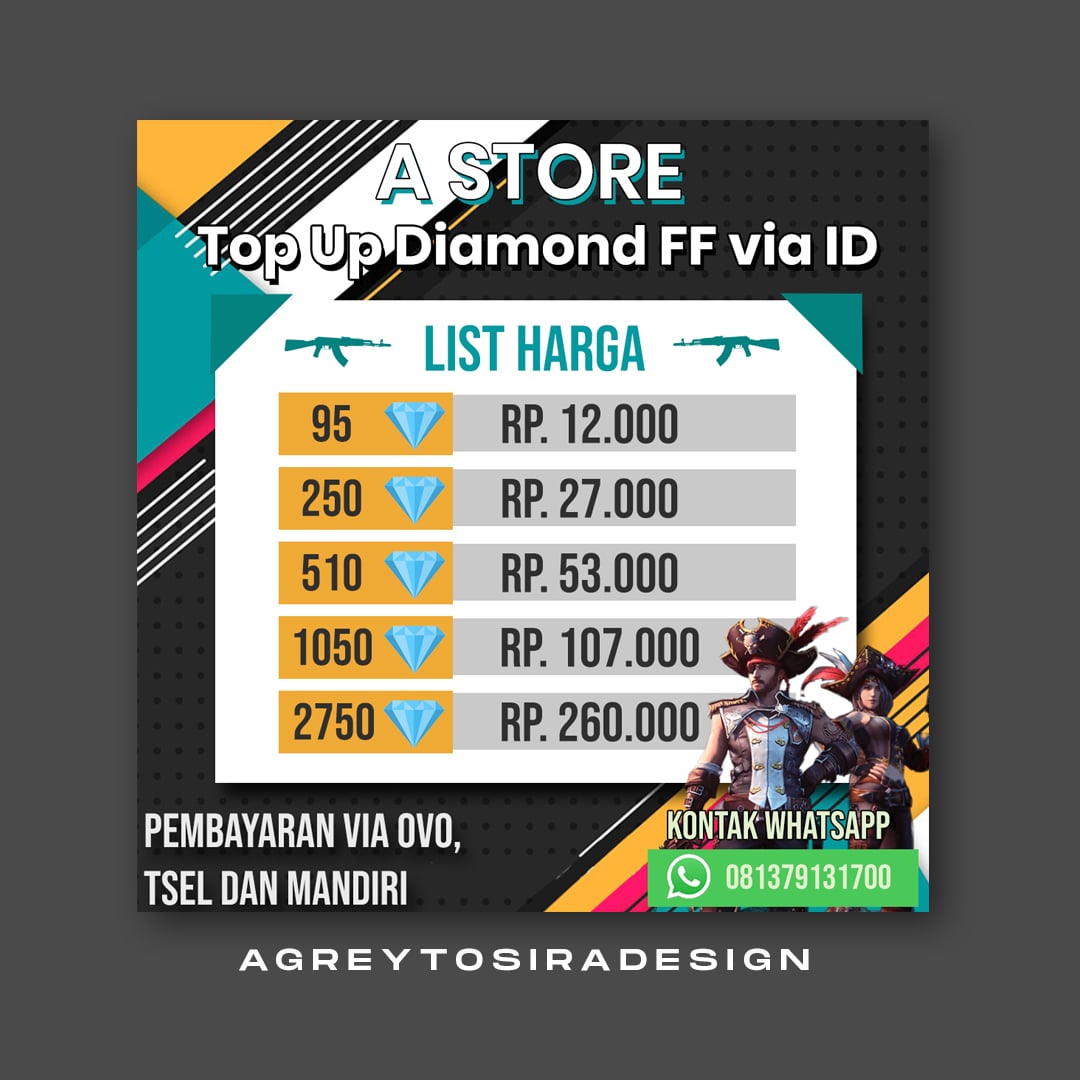 A STORE
Top Up Diamond FF via ID
LIST HARGA
95 RP. 12.000
250 RP. 27.000
510 RP. 53.000
1050 RP. 107.000
2750 RP. 260.000
PEMBAYARAN VIA OVO,
TSEL DAN MANDIRI
KONTAK WHATSAPP
081379131700
AGREYTOSIRADESIGN